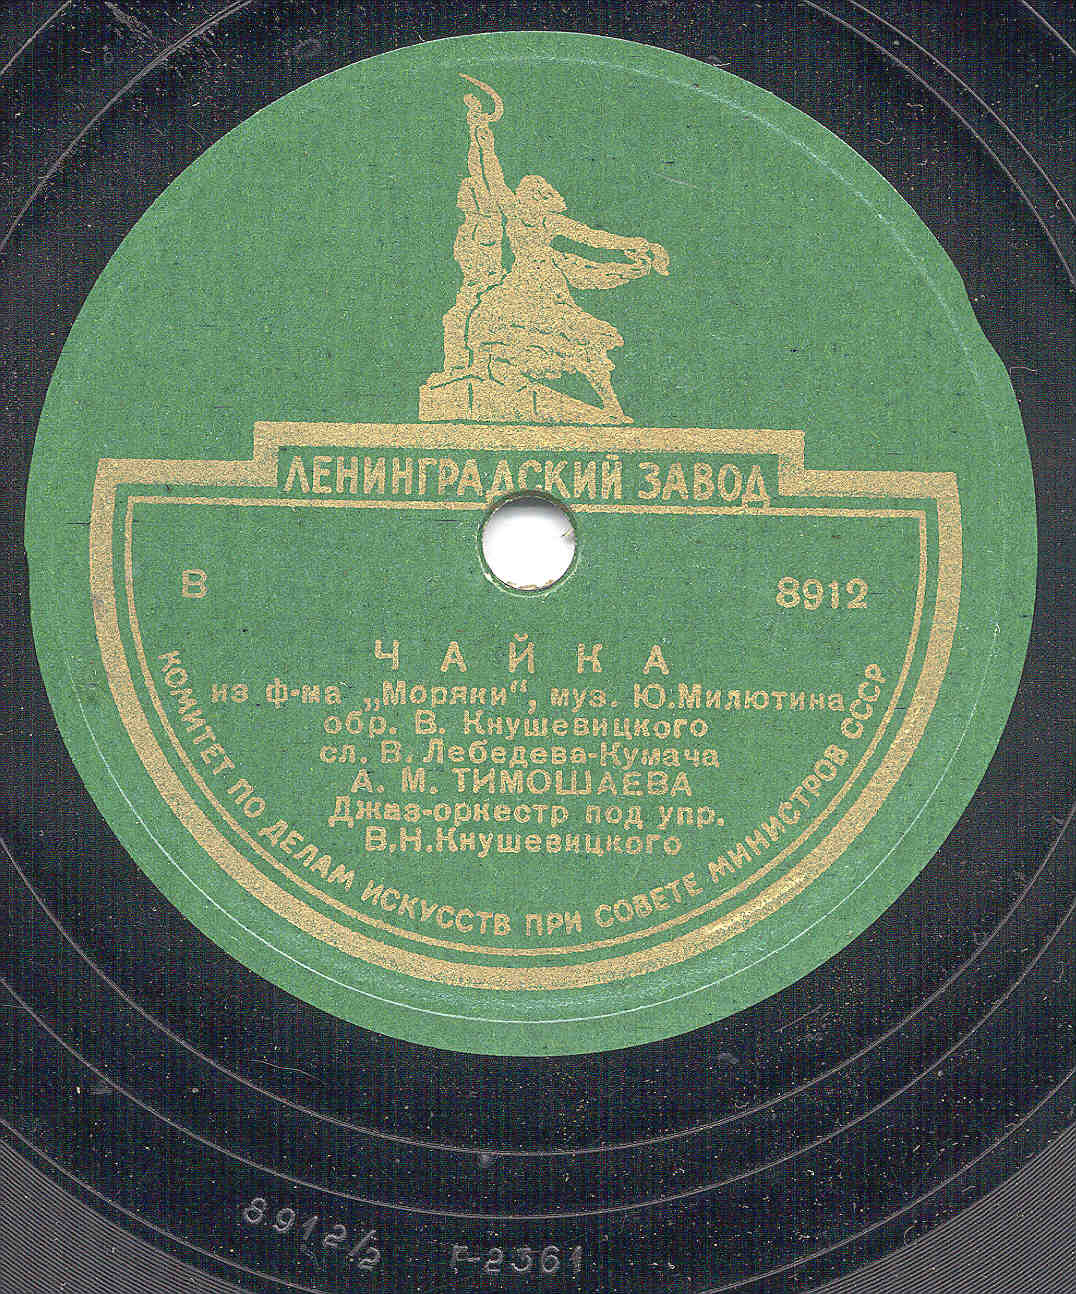 ЛЕНИНГРАДСКИЙ ЗАВОД
В 8912
ЧАЙКА
из ф-ма „Моряки“, муз. Ю.Милютина
обр. В. Кнушевицкого
сл. В. Лебедева-Кумача
А. М. ТИМОШАЕВА
Джаз-оркестр под упр.
В.Н.Кнушевицкого
КОМИТЕТ ПО ДЕЛАМ ИСКУССТВ ПРИ СОВЕТЕ МИНИСТРОВ СССР
8912/2 Г-2361